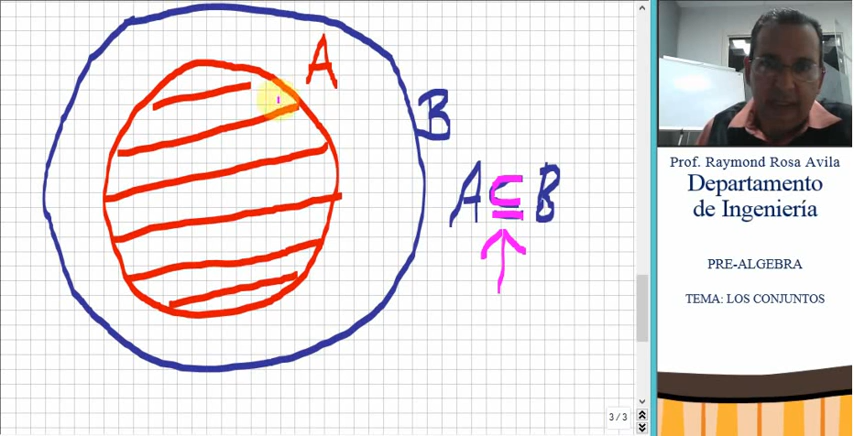 A
B
A ⊆ B
3 / 3
Prof. Raymond Rosa Avila
Departamento
de Ingeniería
PRE-ALGEBRA
TEMA: LOS CONJUNTOS